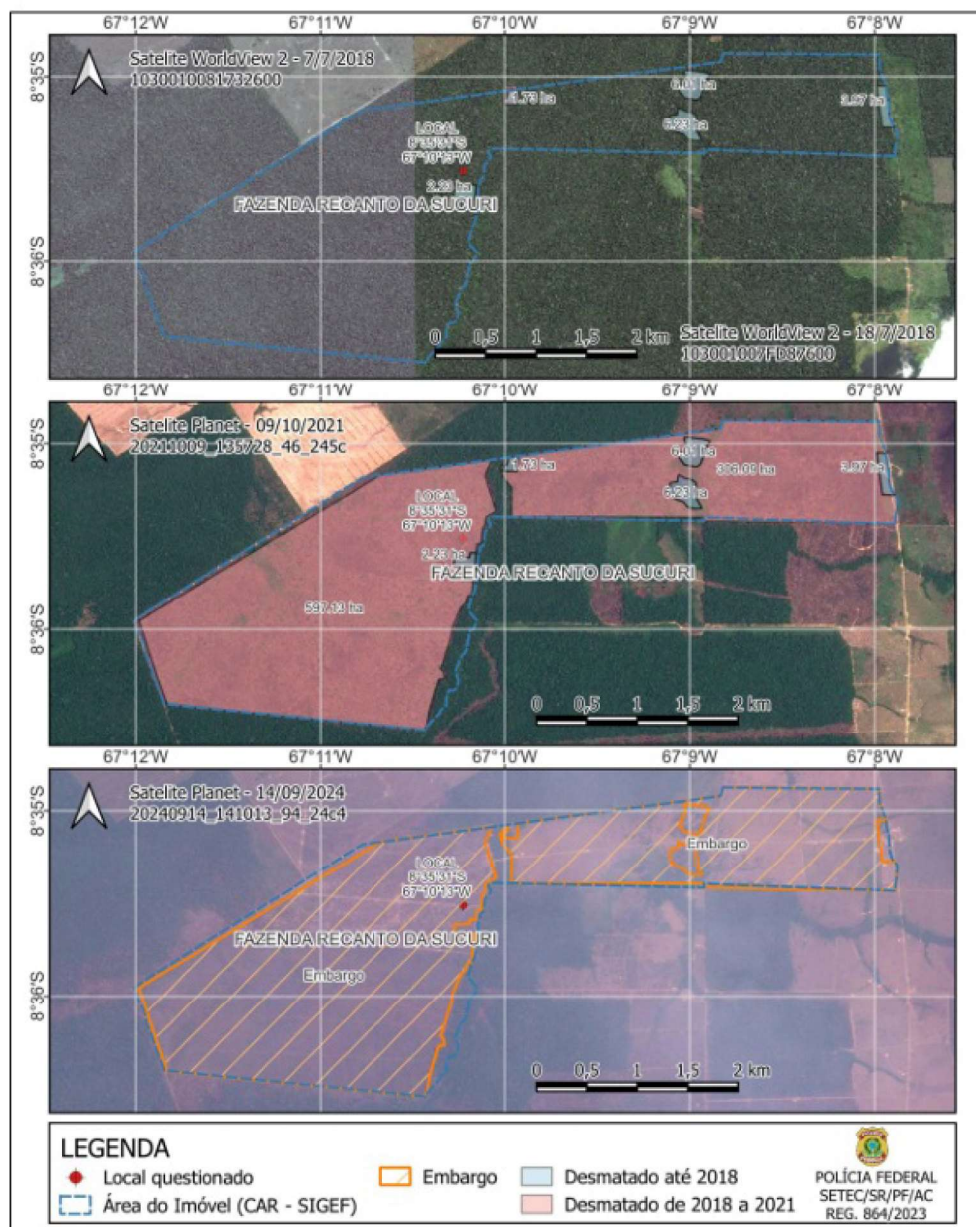 67°12'W 67°11'W 67°10'W 67°9'W 67°8'W
Satelite WorldView 2 - 7/7/2018
1030010081732600
8°35'S
6.01 ha
1.73 ha
3.97 ha
6.23 ha
LOCAL
8°35'31"S
67°10'13"W
2.23 ha
FAZENDA RECANTO DA SUCURI
8°36'S
0 0,5 1 1,5 2 km
Satelite WorldView 2 - 18/7/2018
103001007FD87600
67°12'W 67°11'W 67°10'W 67°9'W 67°8'W
Satelite Planet - 09/10/2021
20211009_135728_46_245c
8°35'S
6.01 ha
1.73 ha
3.97 ha
6.23 ha
LOCAL
8°35'31"S
67°10'13"W
2.23 ha
FAZENDA RECANTO DA SUCURI
597.13 ha
8°36'S
0 0,5 1 1,5 2 km
67°12'W 67°11'W 67°10'W 67°9'W 67°8'W
Satelite Planet - 14/09/2024
20240914_141013_94_24c4
8°35'S
Embargo
LOCAL
8°35'31"S
67°10'13"W
FAZENDA RECANTO DA SUCURI
Embargo
8°36'S
0 0,5 1 1,5 2 km
LEGENDA
Local questionado
Área do Imóvel (CAR - SIGEF)
Embargo
Desmatado até 2018
Desmatado de 2018 a 2021
POLÍCIA FEDERAL
SETEC/SR/PF/AC
REG. 864/2023